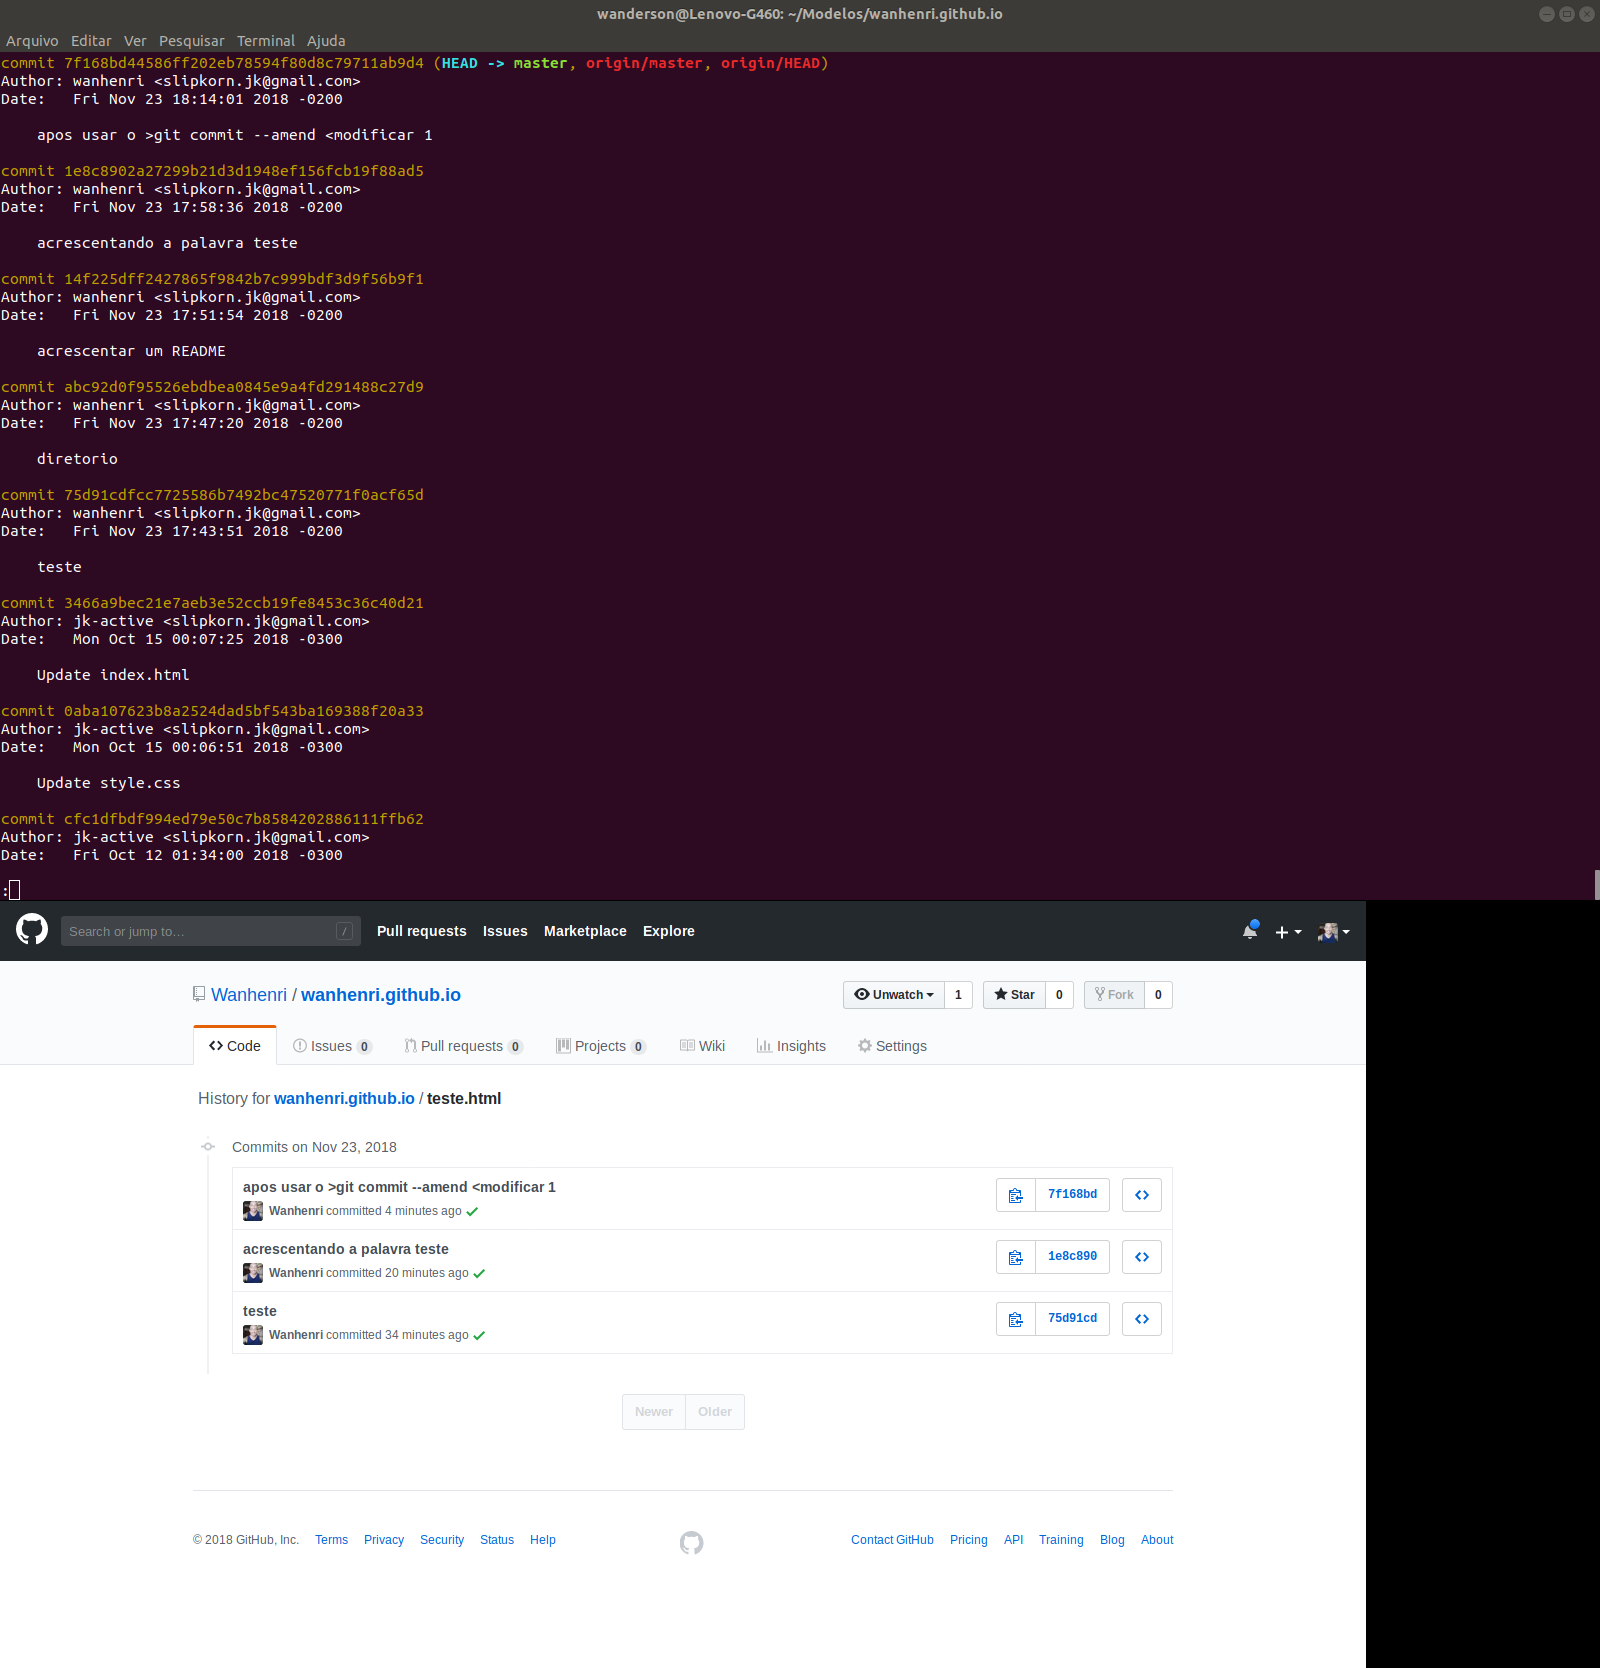 wanderson@Lenovo-G460: ~/Modelos/wanhenri.github.io
Arquivo Editar Ver Pesquisar Terminal Ajuda
commit 7f168bd44586ff202eb78594f80d8c79711ab9d4 (HEAD -> master, origin/master, origin/HEAD)
Author: wanhenri <slipkorn.jk@gmail.com>
Date:   Fri Nov 23 18:14:01 2018 -0200
    apos usar o >git commit --amend <modificar 1
commit 1e8c8902a27299b21d3d1948ef156fcb19f88ad5
Author: wanhenri <slipkorn.jk@gmail.com>
Date:   Fri Nov 23 17:58:36 2018 -0200
    acrescentando a palavra teste
commit 14f225dff2427865f9842b7c999bdf3d9f56b9f1
Author: wanhenri <slipkorn.jk@gmail.com>
Date:   Fri Nov 23 17:51:54 2018 -0200
    acrescentar um README
commit abc92d0f95526ebdbea0845e9a4fd291488c27d9
Author: wanhenri <slipkorn.jk@gmail.com>
Date:   Fri Nov 23 17:47:20 2018 -0200
    diretorio
commit 75d91cdfcc7725586b7492bc47520771f0acf65d
Author: wanhenri <slipkorn.jk@gmail.com>
Date:   Fri Nov 23 17:43:51 2018 -0200
    teste
commit 3466a9bec21e7aeb3e52ccb19fe8453c36c40d21
Author: jk-active <slipkorn.jk@gmail.com>
Date:   Mon Oct 15 00:07:25 2018 -0300
    Update index.html
commit 0aba107623b8a2524dad5bf543ba169388f20a33
Author: jk-active <slipkorn.jk@gmail.com>
Date:   Mon Oct 15 00:06:51 2018 -0300
    Update style.css
commit cfc1dfbdf994ed79e50c7b8584202886111ffb62
Author: jk-active <slipkorn.jk@gmail.com>
Date:   Fri Oct 12 01:34:00 2018 -0300
:
Search or jump to… / Pull requests Issues Marketplace Explore
Wanhenri / wanhenri.github.io Unwatch 1 Star 0 Fork 0
Code Issues 0 Pull requests 0 Projects 0 Wiki Insights Settings
History for wanhenri.github.io / teste.html
Commits on Nov 23, 2018
apos usar o >git commit --amend <modificar 1
Wanhenri committed 4 minutes ago
7f168bd
acrescentando a palavra teste
Wanhenri committed 20 minutes ago
1e8c890
teste
Wanhenri committed 34 minutes ago
75d91cd
Newer Older
© 2018 GitHub, Inc. Terms Privacy Security Status Help Contact GitHub Pricing API Training Blog About